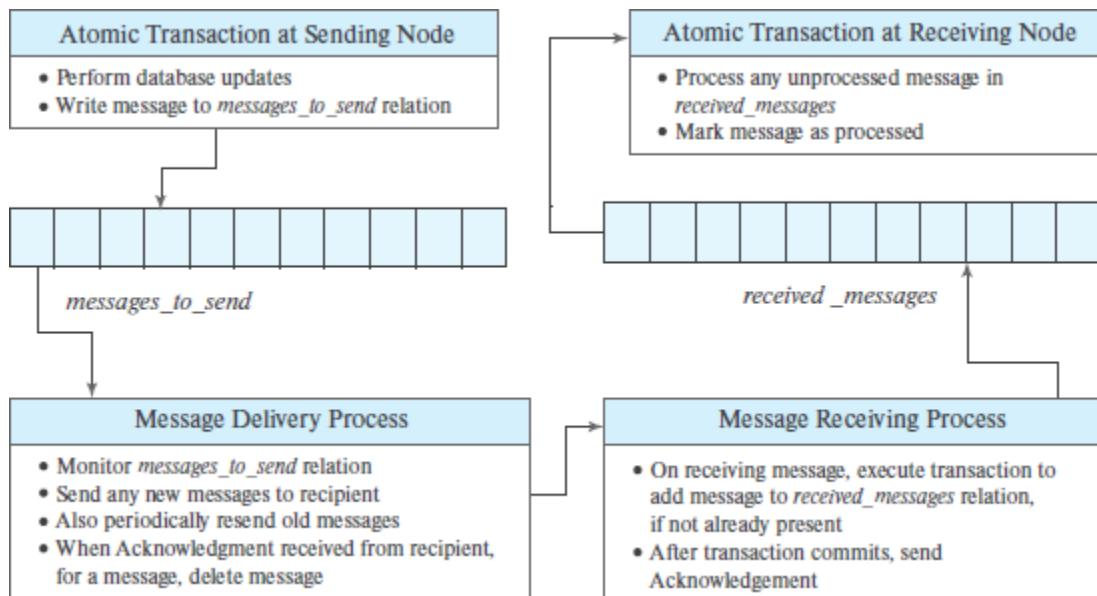 Atomic Transaction at Sending Node
• Perform database updates
• Write message to messages_to_send relation
Atomic Transaction at Receiving Node
• Process any unprocessed message in
received_messages
• Mark message as processed
messages_to_send
received _messages
Message Delivery Process
• Monitor messages_to_send relation
• Send any new messages to recipient
• Also periodically resend old messages
• When Acknowledgment received from recipient,
for a message, delete message
Message Receiving Process
• On receiving message, execute transaction to
add message to received_messages relation,
if not already present
• After transaction commits, send
Acknowledgement